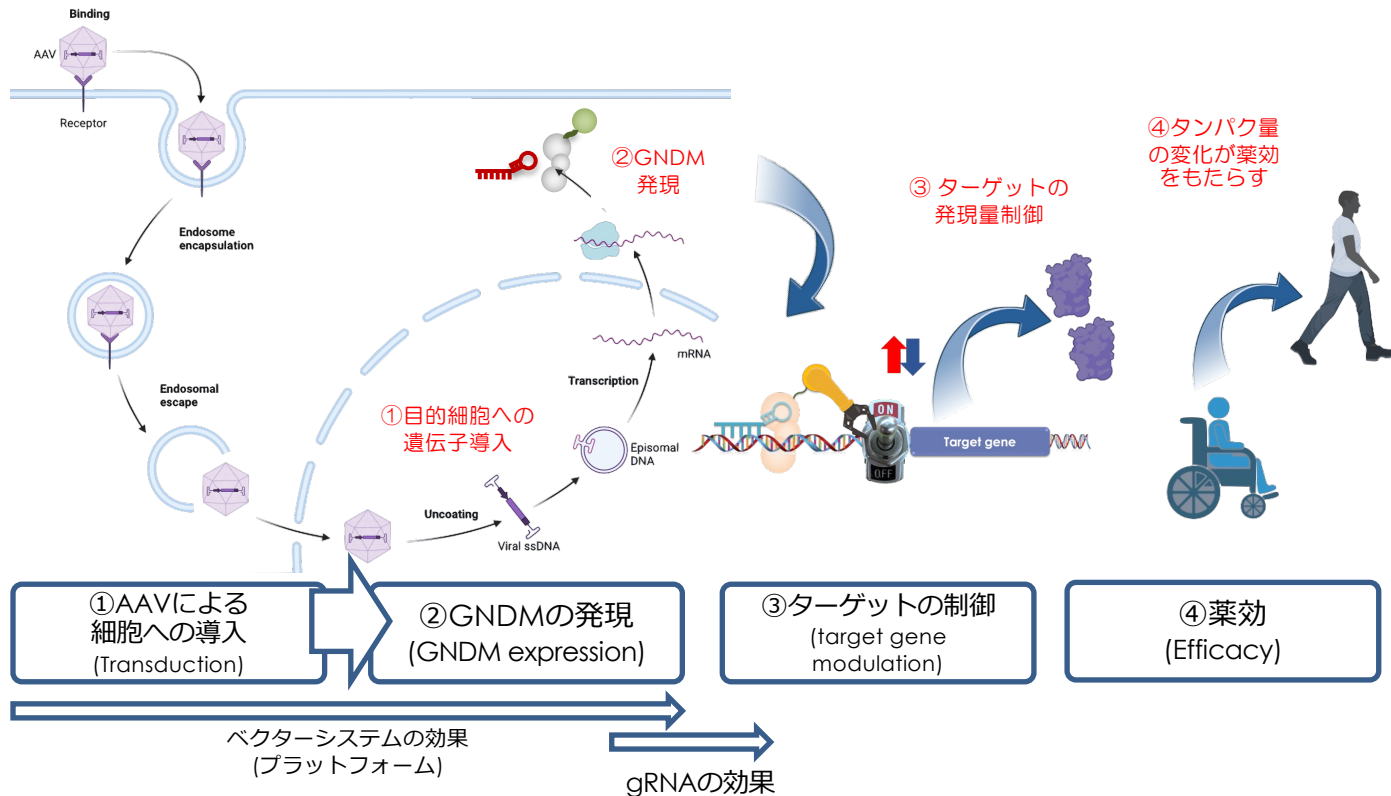 Binding
AAV
Receptor
Endosome
encapsulation
Endosomal
escape
Uncoating
Viral ssDNA
Episomal
DNA
Transcription
mRNA
①目的細胞への
遺伝子導入
②GNDM
発現
③ ターゲットの
発現量制御
ON
OFF
Target gene
④タンパク量
の変化が薬効
をもたらす
①AAVによる
細胞への導入
(Transduction)
②GNDMの発現
(GNDM expression)
③ターゲットの制御
(target gene
modulation)
④薬効
(Efficacy)
ベクターシステムの効果
(プラットフォーム)
gRNAの効果